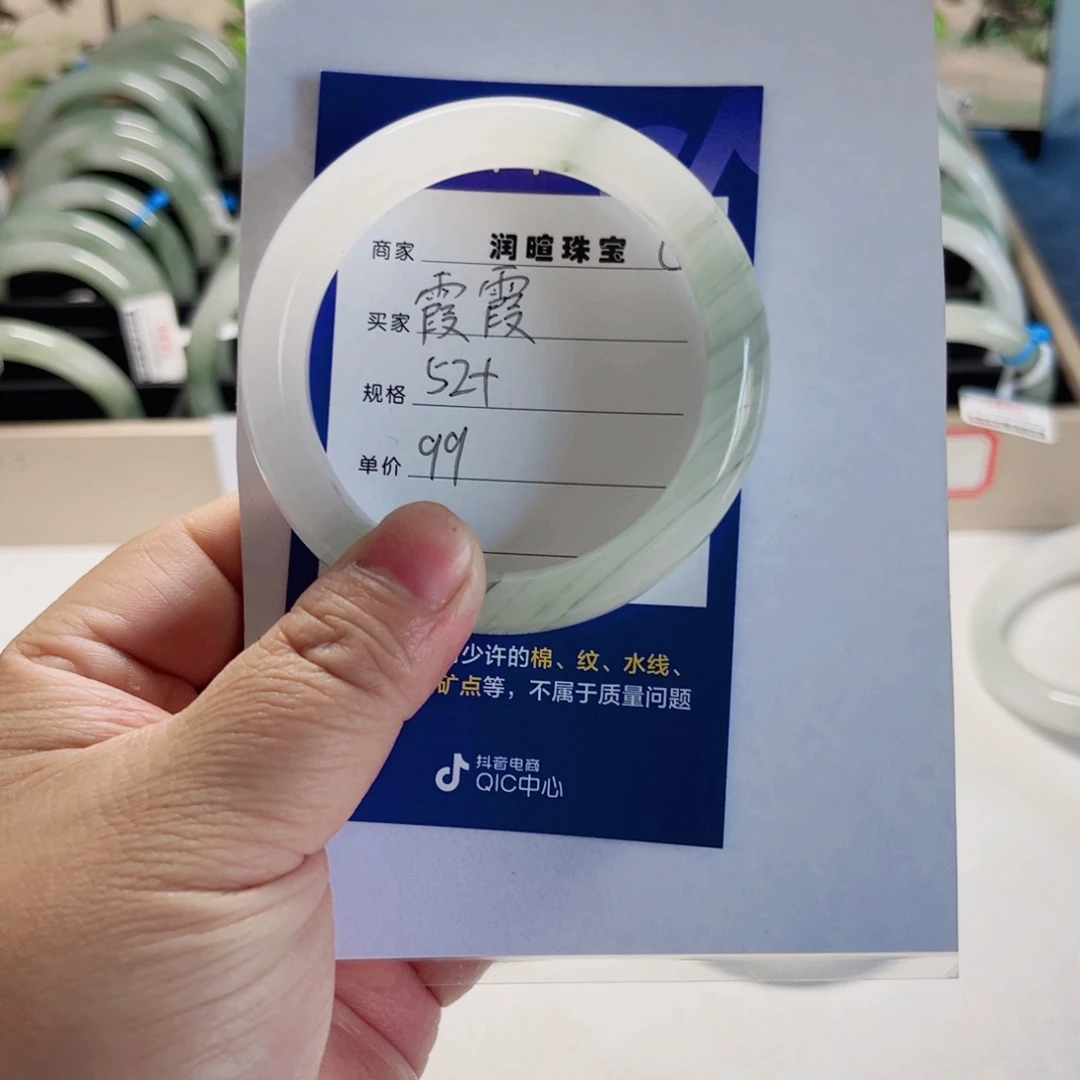 商家 润暄珠宝
买家 霞霞
规格 52+
单价 99
少许的棉、纹、水线、
矿点等，不属于质量问题
抖音电商
QIC中心